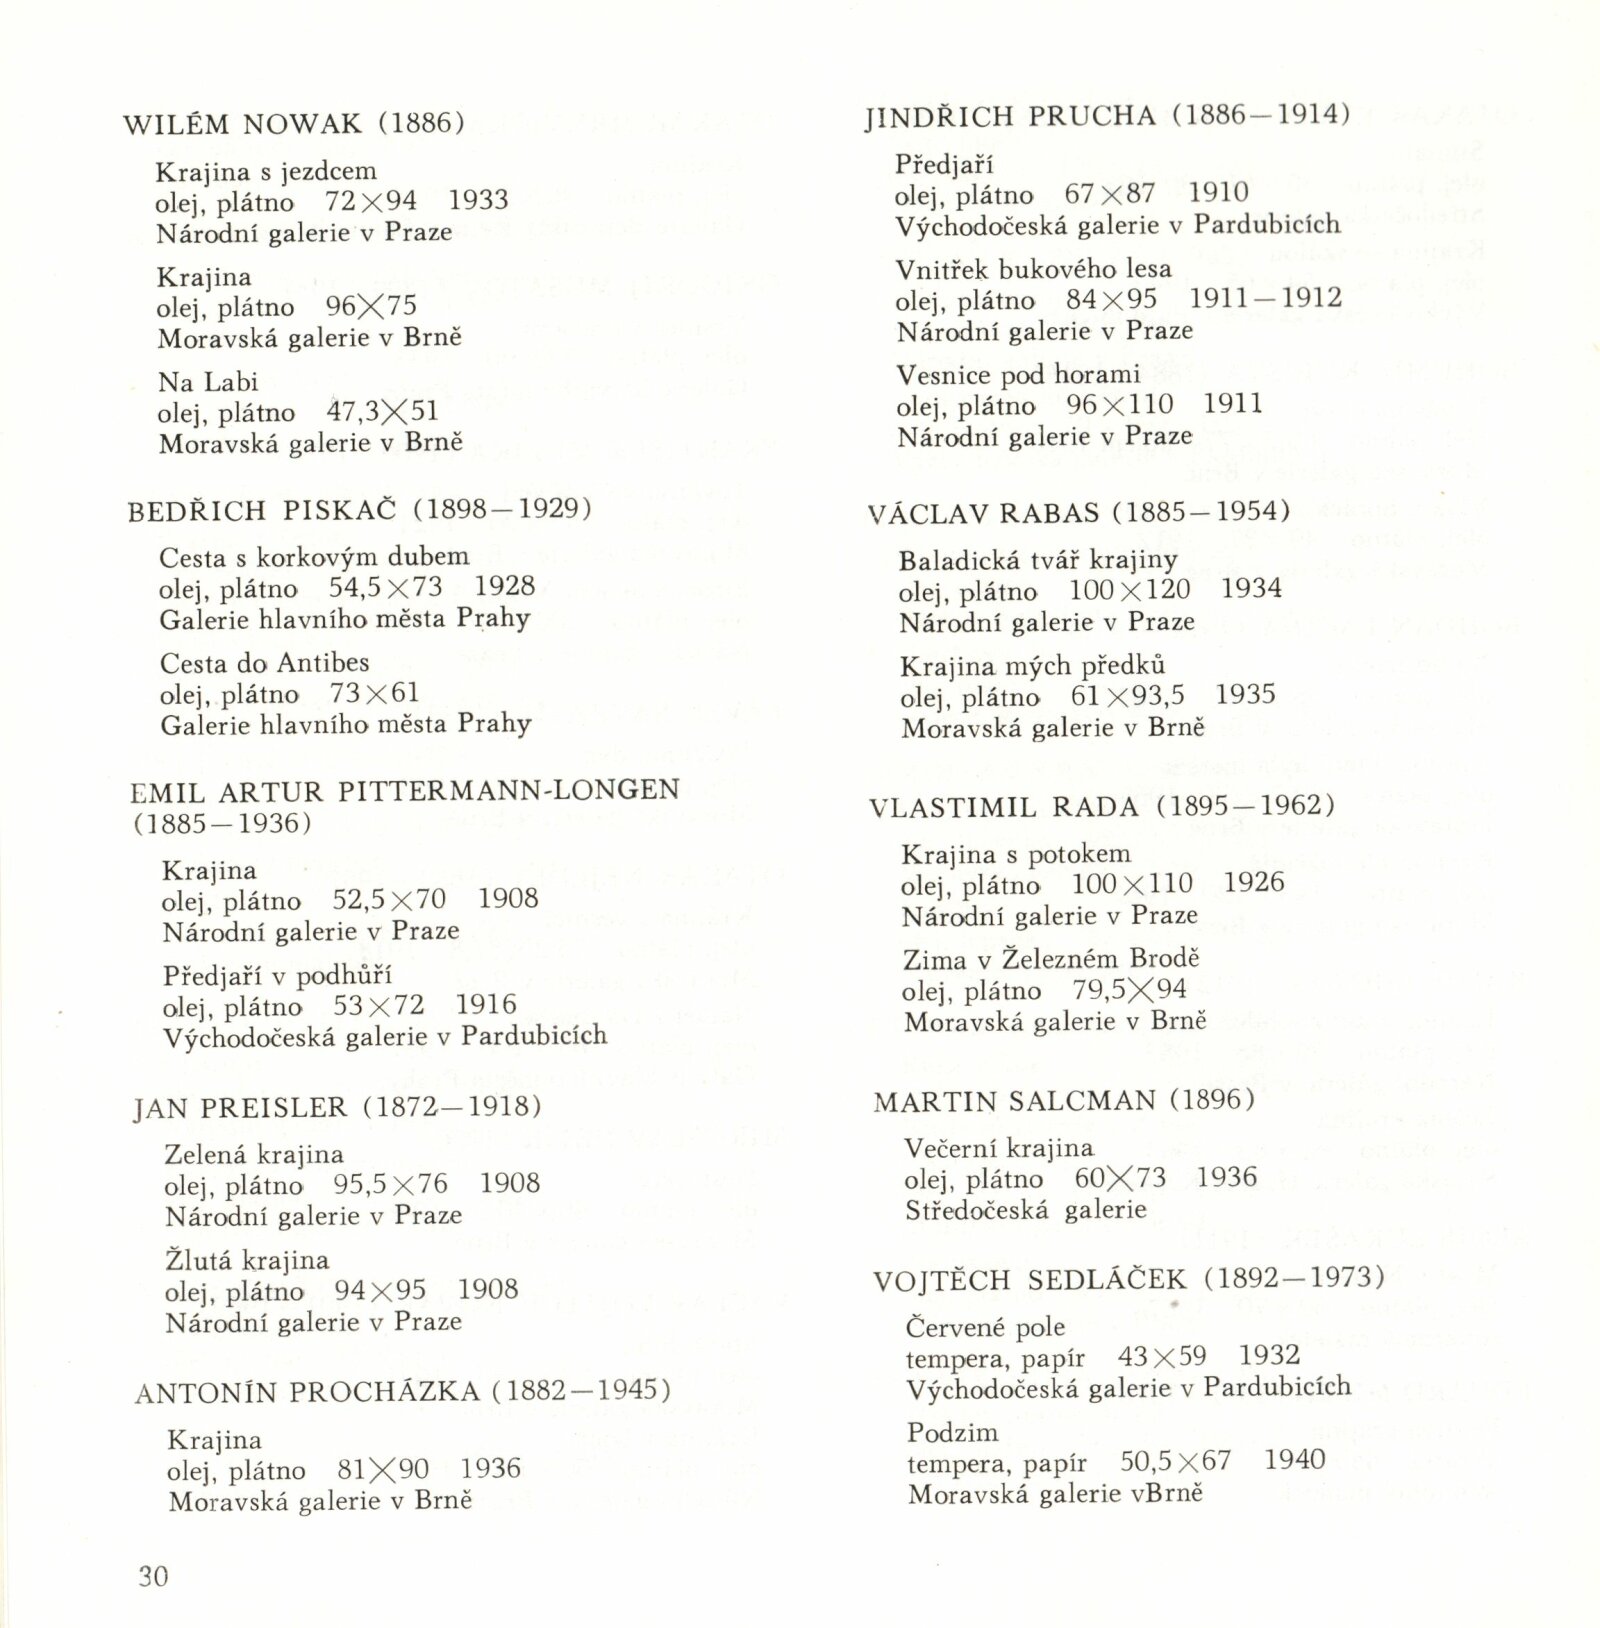 WILÉM NOWAK (1886)
Krajina s jezdcem
olej, plátno 72×94 1933
Národní galerie v Praze
Krajina
olej, plátno 96×75
Moravská galerie v Brně
Na Labi
olej, plátno 47,3×51
Moravská galerie v Brně
BEDŘICH PISKAČ (1898—1929)
Cesta s korkovým dubem
olej, plátno 54,5×73 1928
Galerie hlavního města Prahy
Cesta do Antibes
olej, plátno 73×61
Galerie hlavního města Prahy
EMIL ARTUR PITTERMANN-LONGEN
(1885—1936)
Krajina
olej, plátno 52,5×70 1908
Národní galerie v Praze
Předjaří v podhůří
olej, plátno 53×72 1916
Východočeská galerie v Pardubicích
JAN PREISLER (1872—1918)
Zelená krajina
olej, plátno 95,5×76 1908
Národní galerie v Praze
Žlutá krajina
olej, plátno 94×95 1908
Národní galerie v Praze
ANTONÍN PROCHÁZKA (1882—1945)
Krajina
olej, plátno 81×90 1936
Moravská galerie v Brně
30
JINDŘICH PRUCHA (1886—1914)
Předjaří
olej, plátno 67×87 1910
Východočeská galerie v Pardubicích
Vnitřek bukového lesa
olej, plátno 84×95 1911—1912
Národní galerie v Praze
Vesnice pod horami
olej, plátno 96×110 1911
Národní galerie v Praze
VÁCLAV RABAS (1885—1954)
Baladická tvář krajiny
olej, plátno 100×120 1934
Národní galerie v Praze
Krajina mých předků
olej, plátno 61×93,5 1935
Moravská galerie v Brně
VLASTIMIL RADA (1895—1962)
Krajina s potokem
olej, plátno 100×110 1926
Národní galerie v Praze
Zima v Železném Brodě
olej, plátno 79,5×94
Moravská galerie v Brně
MARTIN SALCMAN (1896)
Večerní krajina
olej, plátno 60×73 1936
Středočeská galerie
VOJTĚCH SEDLÁČEK (1892—1973)
Červené pole
tempera, papír 43×59 1932
Východočeská galerie v Pardubicích
Podzim
tempera, papír 50,5×67 1940
Moravská galerie vBrně